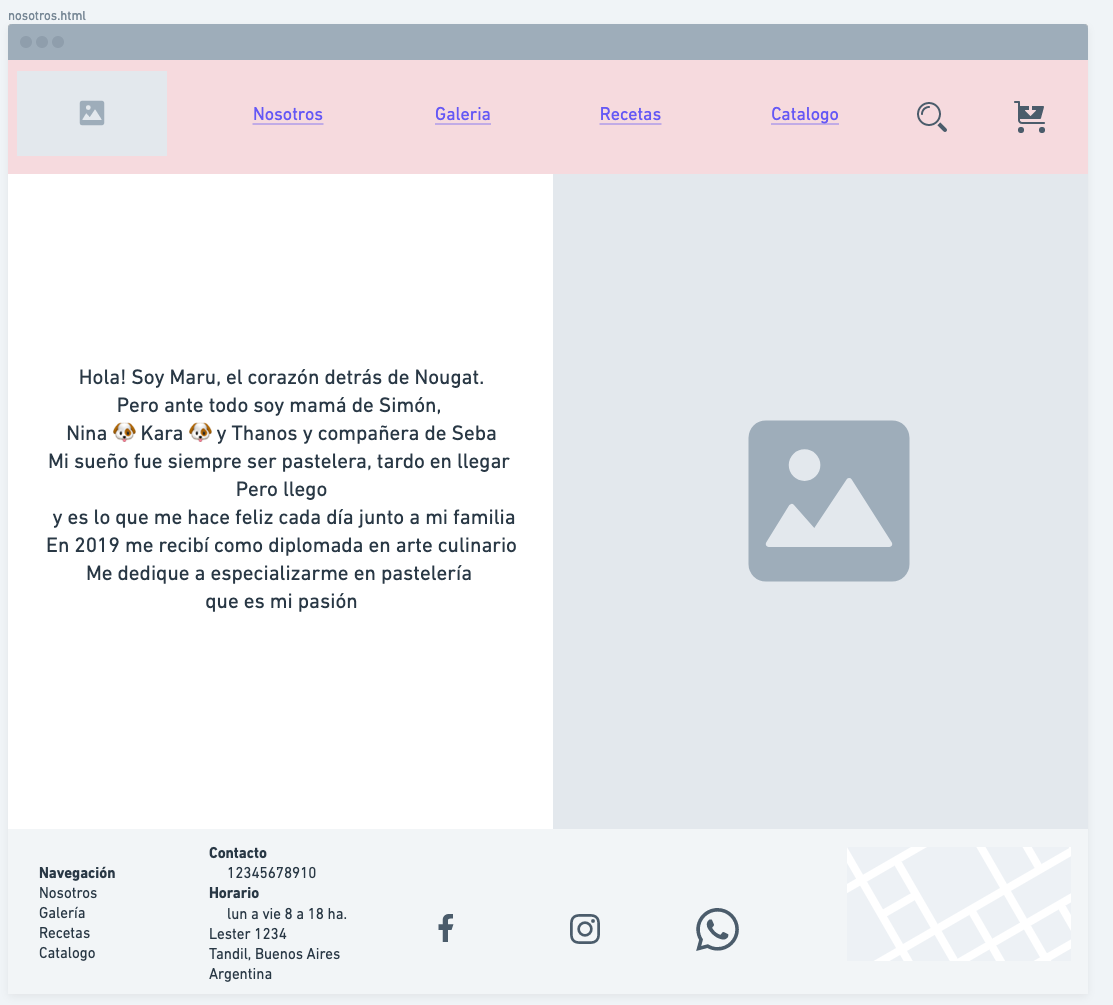 nosotros.html
Nosotros Galeria Recetas Catalogo
Hola! Soy Maru, el corazón detrás de Nougat.
Pero ante todo soy mamá de Simón,
Nina 🐶 Kara 🐶 y Thanos y compañera de Seba
Mi sueño fue siempre ser pastelera, tardo en llegar
Pero llego
y es lo que me hace feliz cada día junto a mi familia
En 2019 me recibí como diplomada en arte culinario
Me dedique a especializarme en pastelería
que es mi pasión
Navegación
Nosotros
Galería
Recetas
Catalogo
Contacto
12345678910
Horario
lun a vie 8 a 18 ha.
Lester 1234
Tandil, Buenos Aires
Argentina